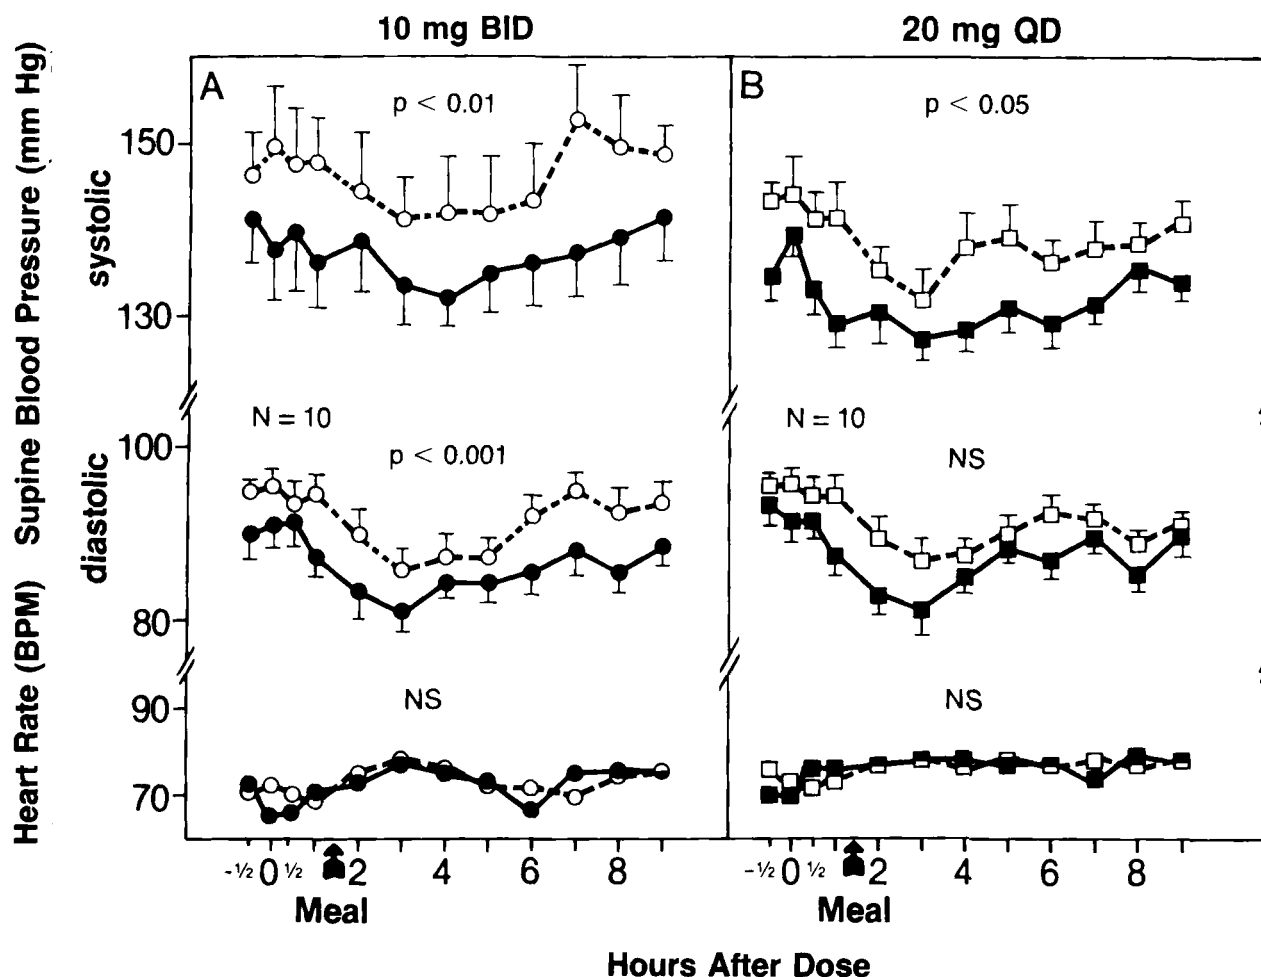 10 mg BID
20 mg QD
Supine Blood Pressure (mm Hg)
systolic
diastolic
Heart Rate (BPM)
A
p < 0.01
B
p < 0.05
150
130
N = 10
p < 0.001
N = 10
NS
100
80
NS
NS
90
70
-½ 0 ½ 2 4 6 8
-½ 0 ½ 2 4 6 8
Meal
Meal
Hours After Dose